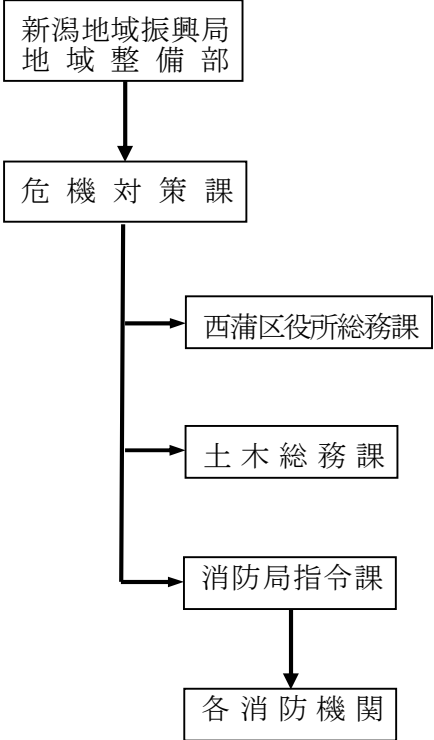 新潟地域振興局
地域整備部
危機対策課
西蒲区役所総務課
土木総務課
消防局指令課
各消防機関